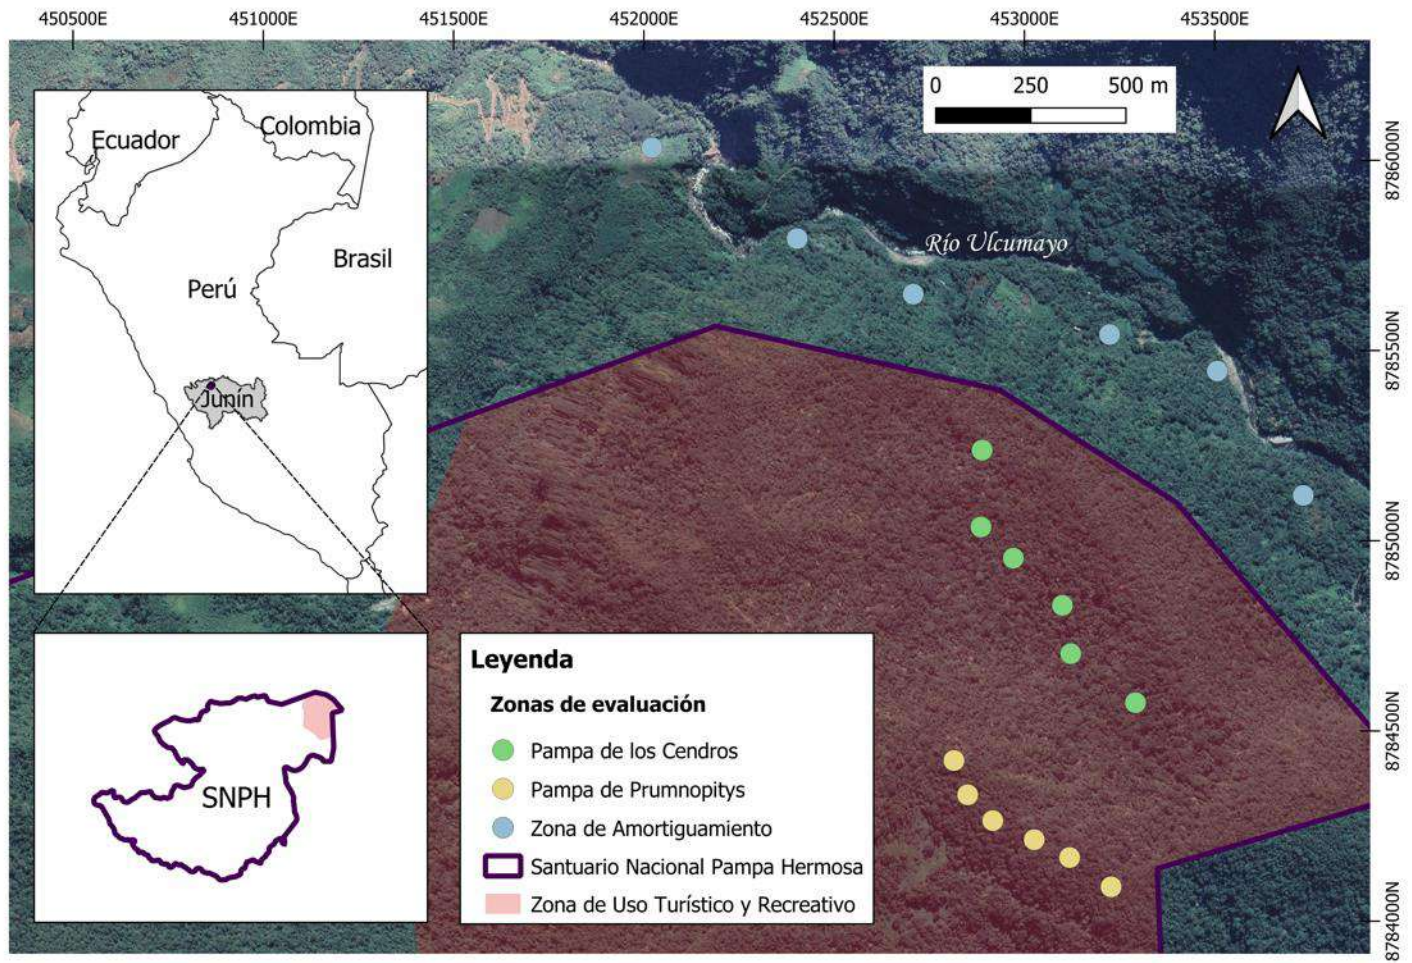 450500E 451000E 451500E 452000E 452500E 453000E 453500E
0 250 500 m
Ecuador
Colombia
Brasil
Perú
Junín
Río Ulcumayo
8786000N
8785500N
8785000N
8784500N
8784000N
SNPH
Leyenda
Zonas de evaluación
Pampa de los Cendros
Pampa de Prumnopitys
Zona de Amortiguamiento
Santuario Nacional Pampa Hermosa
Zona de Uso Turístico y Recreativo